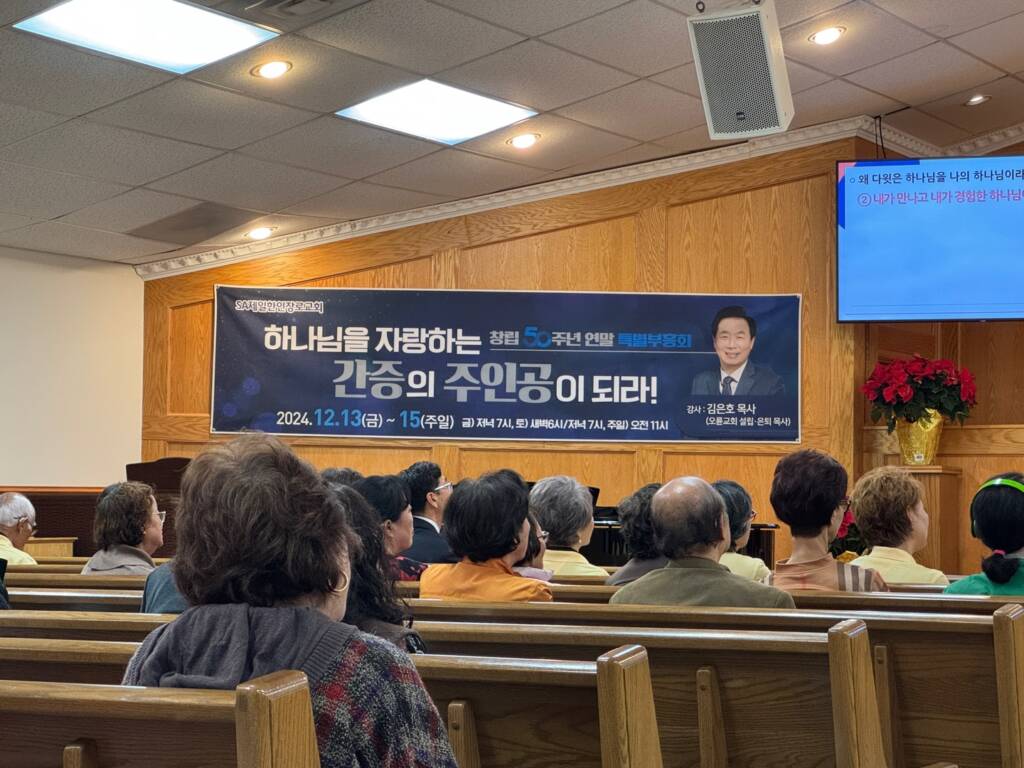 SA제일한인장로교회
하나님을 자랑하는 창립 50주년 연말 특별부흥회
간증의 주인공이 되라!
2024. 12.13(금) ~ 15(주일) 금) 저녁 7시, 토) 새벽6시/저녁 7시, 주일) 오전 11시
강사 : 김은호 목사
(오륜교회 설립·은퇴 목사)
왜 다윗은 하나님을 나의 하나님이라
② 내가 만나고 내가 경험한 하나님